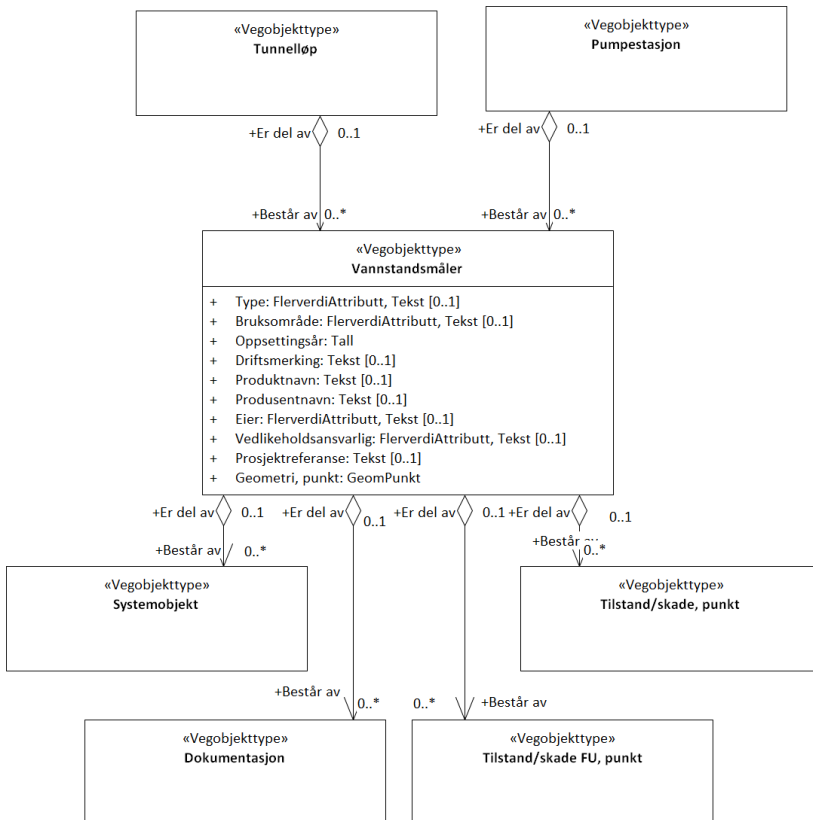 «Vegobjekttype»
Tunnelløp
«Vegobjekttype»
Pumpestasjon
+Er del av 0..1
+Er del av 0..1
+Består av 0..*
+Består av 0..*
«Vegobjekttype»
Vannstandsmåler
+ Type: FlerverdiAttributt, Tekst [0..1]
+ Bruksområde: FlerverdiAttributt, Tekst [0..1]
+ Oppsettingsår: Tall
+ Driftsmerking: Tekst [0..1]
+ Produktnavn: Tekst [0..1]
+ Produsentnavn: Tekst [0..1]
+ Eier: FlerverdiAttributt, Tekst [0..1]
+ Vedlikeholdsansvarlig: FlerverdiAttributt, Tekst [0..1]
+ Prosjektreferanse: Tekst [0..1]
+ Geometri, punkt: GeomPunkt
+Er del av 0..1
+Er del av 0..1
+Er del av 0..1
+Er del av 0..1
+Består av 0..*
+Består 0..*
«Vegobjekttype»
Systemobjekt
«Vegobjekttype»
Tilstand/skade, punkt
+Består av 0..*
0..* +Består av
«Vegobjekttype»
Dokumentasjon
«Vegobjekttype»
Tilstand/skade FU, punkt